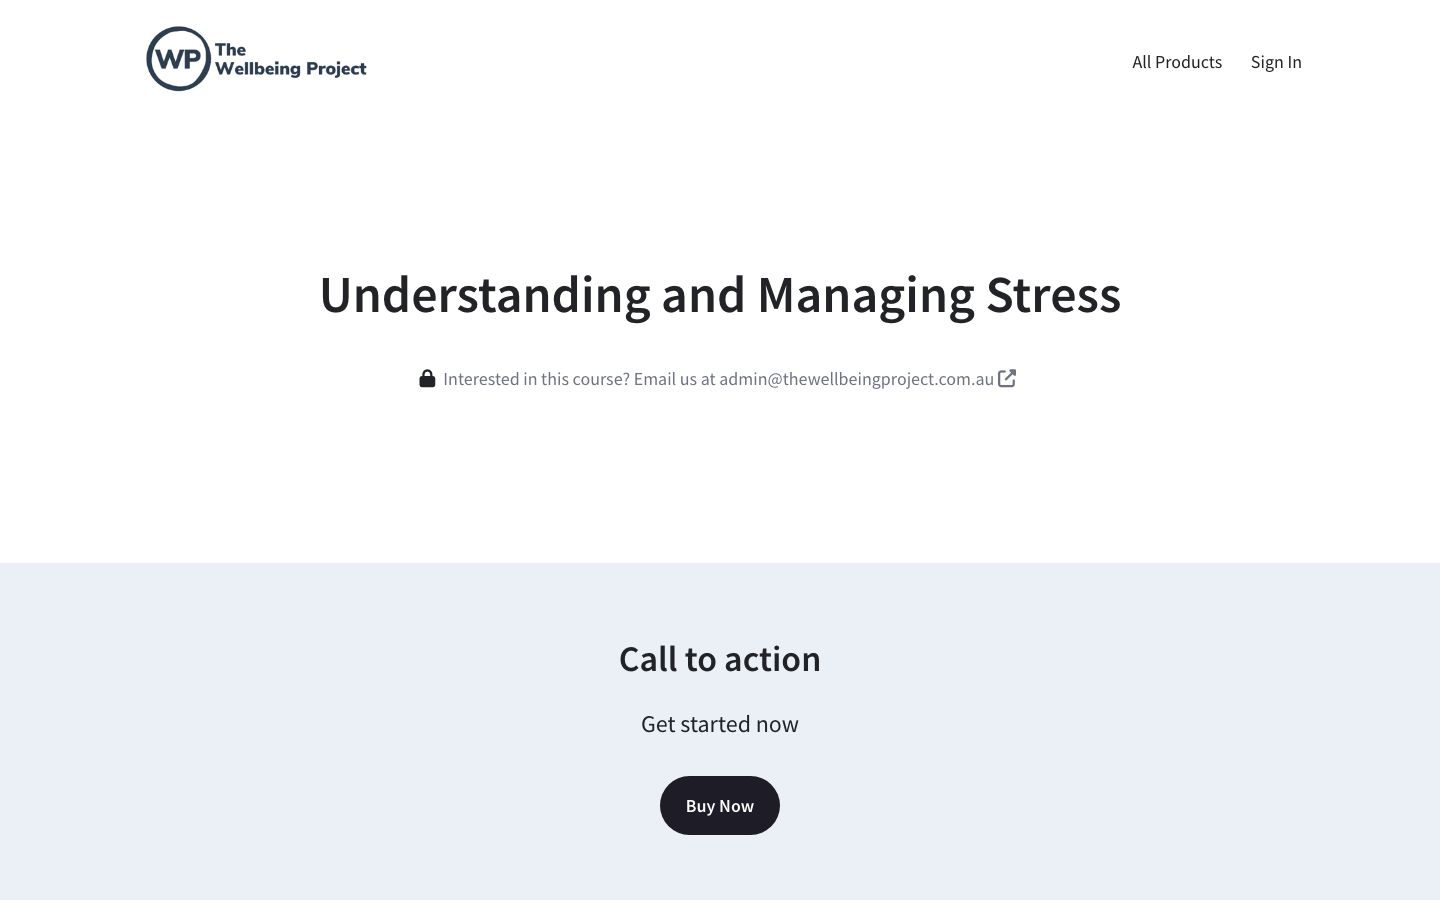 WP The
Wellbeing Project
All Products
Sign In
Understanding and Managing Stress
Interested in this course? Email us at admin@thewellbeingproject.com.au
Call to action
Get started now
Buy Now